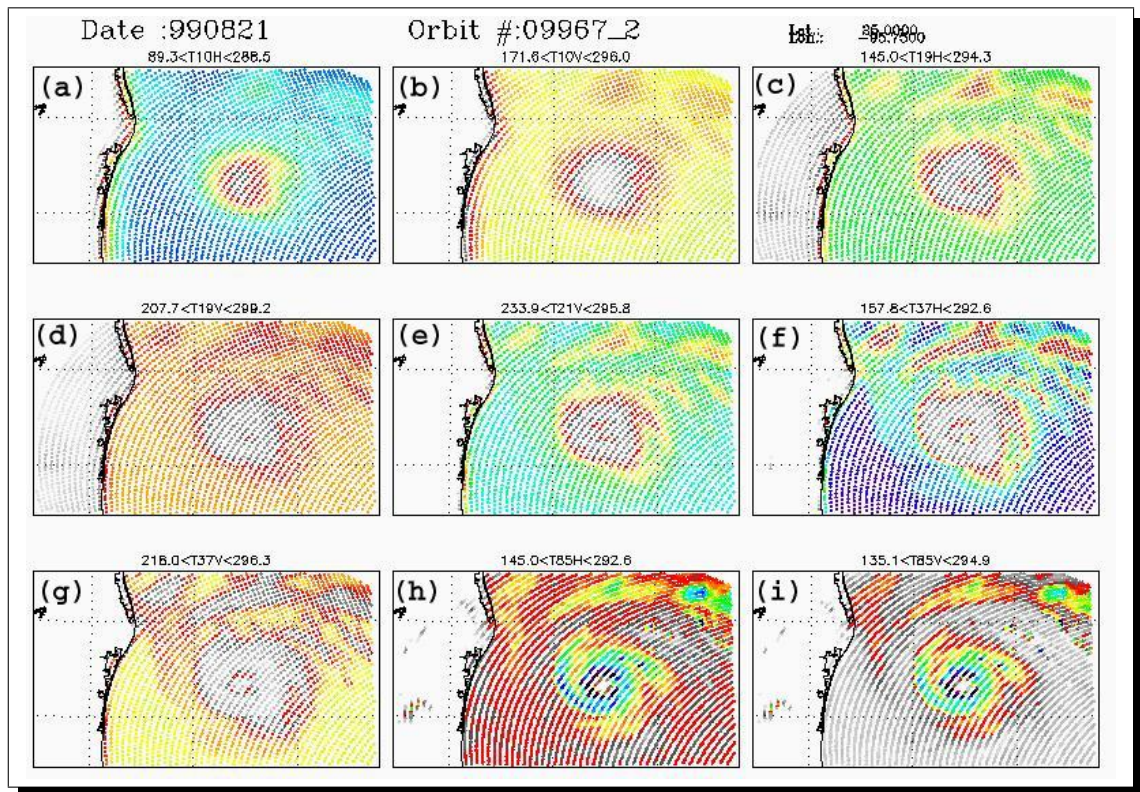 Date :990821 Orbit #:09967_2
89.3<T10H<288.5 171.6<T10V<296.0 145.0<T19H<294.3
(a) (b) (c)
207.7<T19V<299.2 233.9<T21V<295.8 157.8<T37H<292.6
(d) (e) (f)
218.0<T37V<296.3 145.0<T85H<292.6 135.1<T85V<294.9
(g) (h) (i)